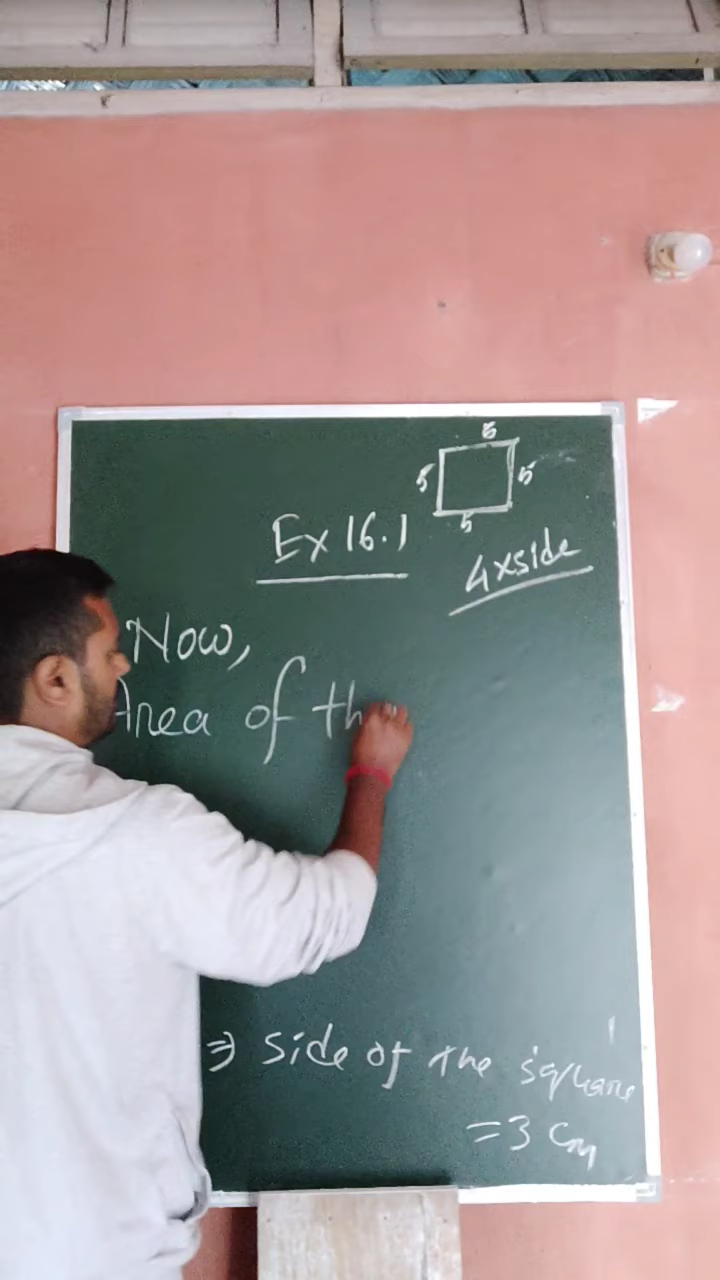 5
5 5
5
Ex 16.1
4xside
Now,
Area of th
⇒ side of the square
= 3 cm